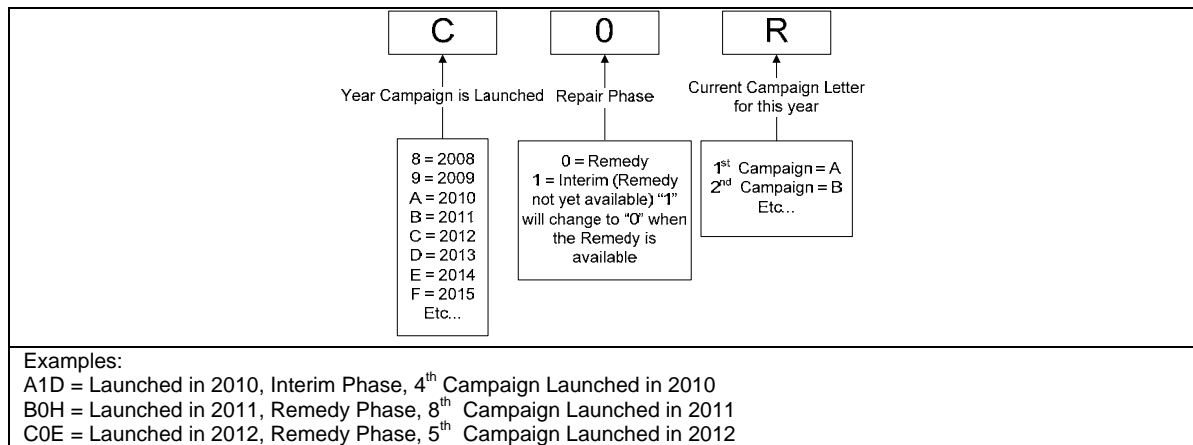 C 0 R
Year Campaign is Launched
Repair Phase
Current Campaign Letter
for this year
8 = 2008
9 = 2009
A = 2010
B = 2011
C = 2012
D = 2013
E = 2014
F = 2015
Etc...
0 = Remedy
1 = Interim (Remedy
not yet available) “1”
will change to “0” when
the Remedy is
available
1st Campaign = A
2nd Campaign = B
Etc...
Examples:
A1D = Launched in 2010, Interim Phase, 4th Campaign Launched in 2010
B0H = Launched in 2011, Remedy Phase, 8th Campaign Launched in 2011
C0E = Launched in 2012, Remedy Phase, 5th Campaign Launched in 2012